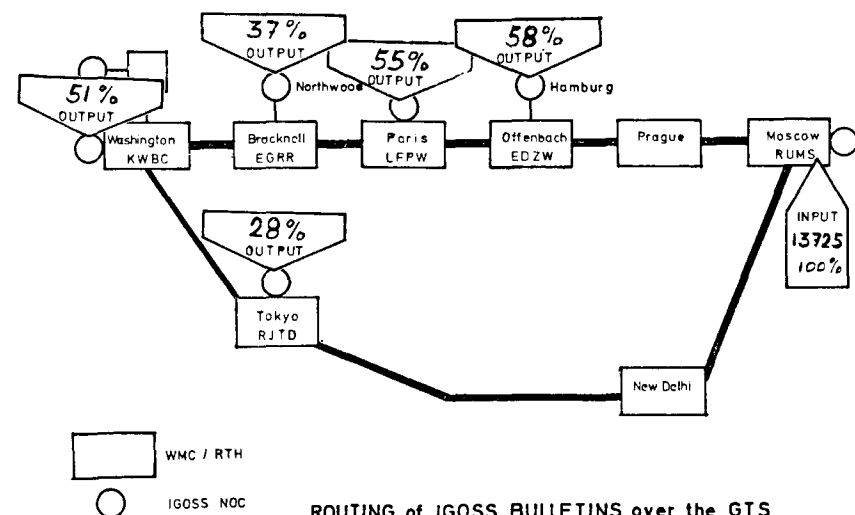 37%
OUTPUT
55%
OUTPUT
58%
OUTPUT
51%
OUTPUT
Northwood
Hamburg
Washington
KWBC
Bracknell
EGRR
Paris
LFPW
Offenbach
EDZW
Prague
Moscow
RUMS
INPUT
13725
100%
28%
OUTPUT
Tokyo
RJTD
New Delhi
WMC / RTH
IGOSS NOC
ROUTING of IGOSS BULLETINS over the GTS